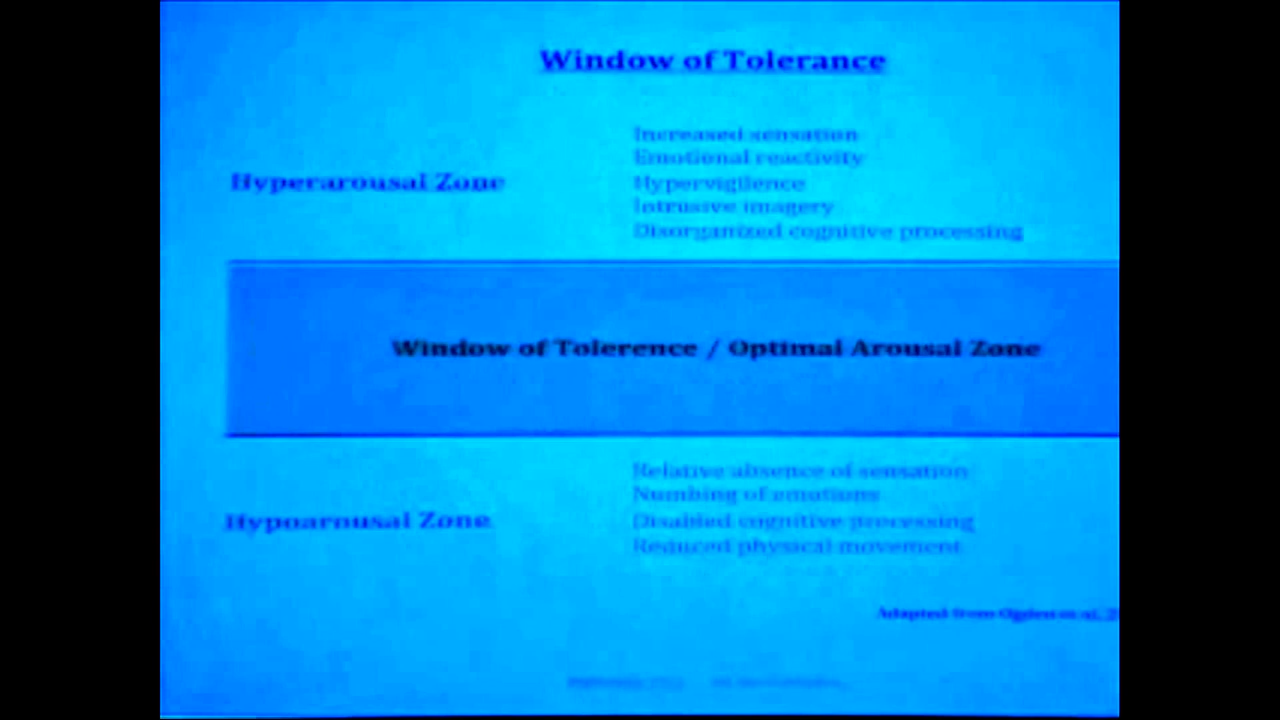 Window of Tolerance
Increased sensation
Emotional reactivity
Hyperarousal Zone
Hypervigilence
Intrusive imagery
Disorganized cognitive processing
Window of Tolerence / Optimal Arousal Zone
Relative absence of sensation
Numbing of emotions
Hypoarousal Zone
Disabled cognitive processing
Reduced physical movement
Adapted from Ogden et al.